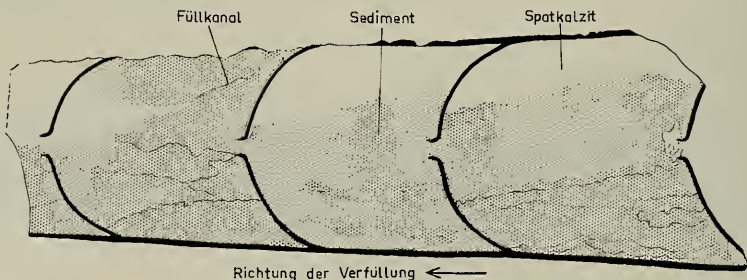 Füllkanal Sediment Spatkalzit
Richtung der Verfüllung